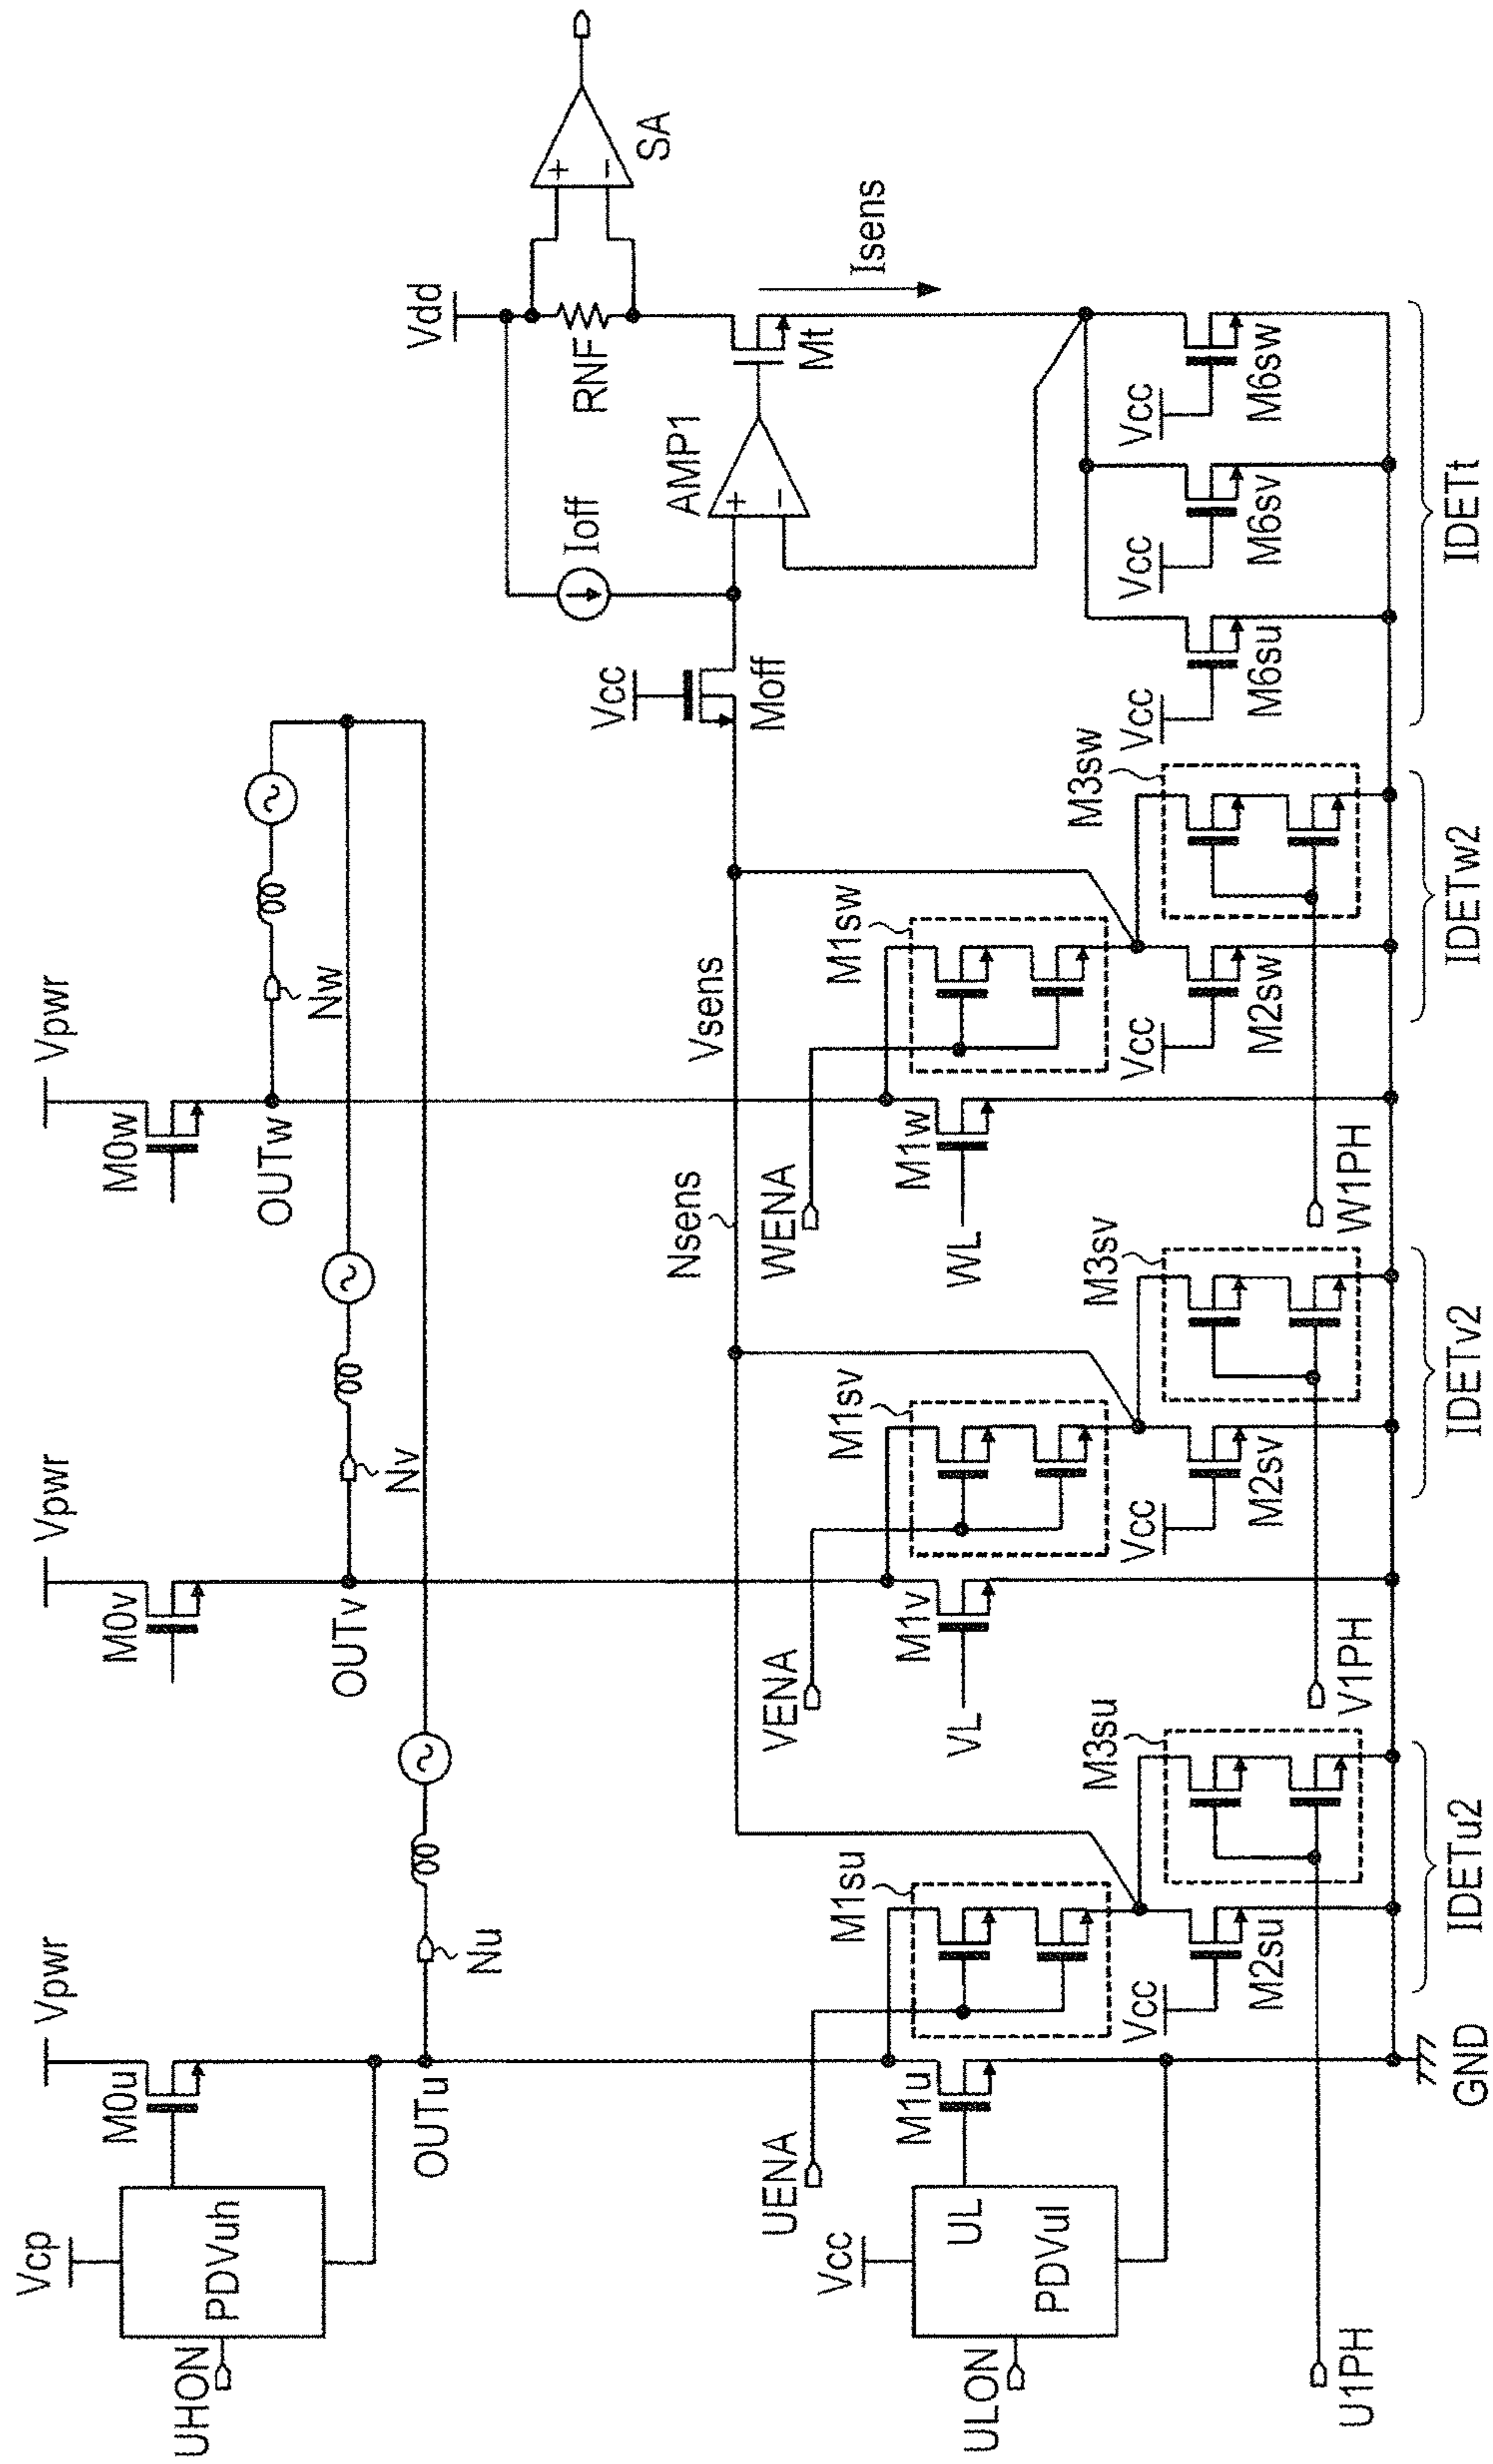 Vcp
UHON
PDVuh
M0u
Vpwr
OUTu
Nu
M0v
Vpwr
OUTv
Nv
M0w
Vpwr
OUTw
Nw
Vdd
RNF
SA
Ioff
AMP1
Mt
Isens
Vcc
Moff
Vsens
Nsens
Vcc
ULON
UL
PDVul
UENA
M1u
M1su
Vcc
M2su
M3su
U1PH
GND
VENA
VL
M1v
M1sv
Vcc
M2sv
M3sv
V1PH
WENA
WL
M1w
M1sw
Vcc
M2sw
M3sw
W1PH
Vcc
M6su
Vcc
M6sv
Vcc
M6sw
IDETu2
IDETv2
IDETw2
IDETt
+
−
+
−